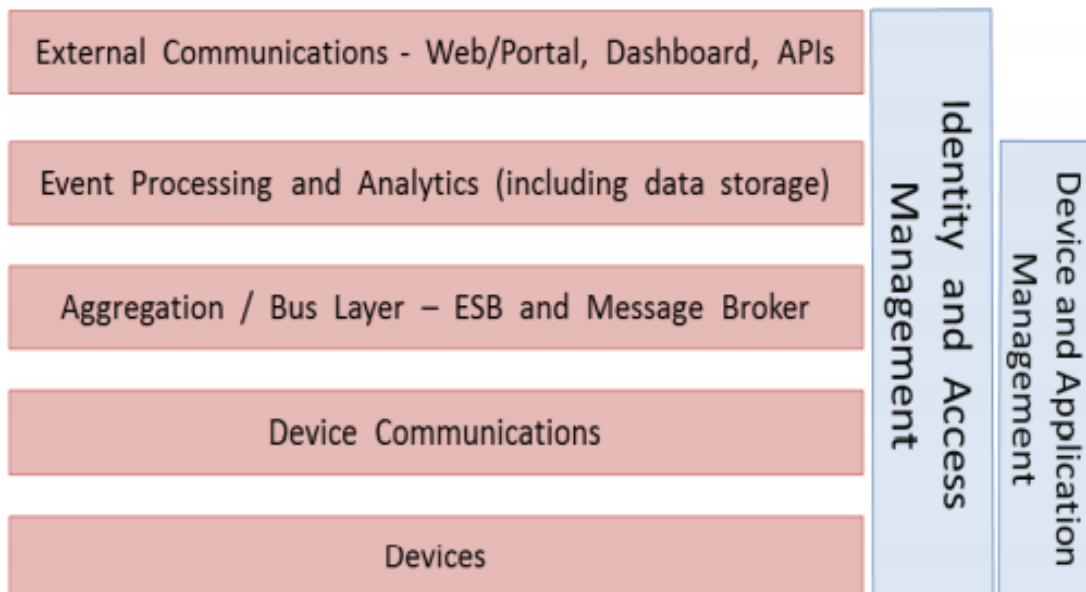 External Communications - Web/Portal, Dashboard, APIs
Event Processing and Analytics (including data storage)
Aggregation / Bus Layer – ESB and Message Broker
Device Communications
Devices
Identity and Access
Management
Device and Application
Management